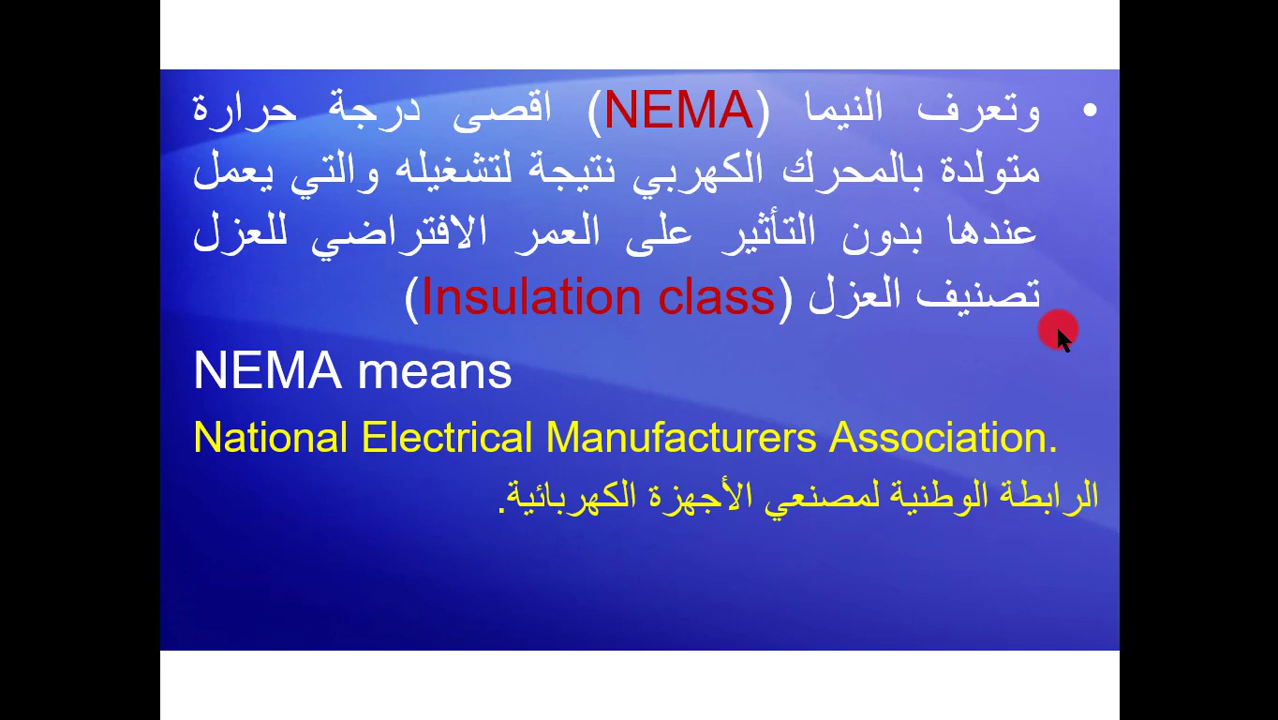 • وتعرف النيما (NEMA) اقصى درجة حرارة
متولدة بالمحرك الكهربي نتيجة لتشغيله والتي يعمل
عندها بدون التأثير على العمر الافتراضي للعزل
تصنيف العزل (Insulation class)
NEMA means
National Electrical Manufacturers Association.
الرابطة الوطنية لمصنعي الأجهزة الكهربائية.